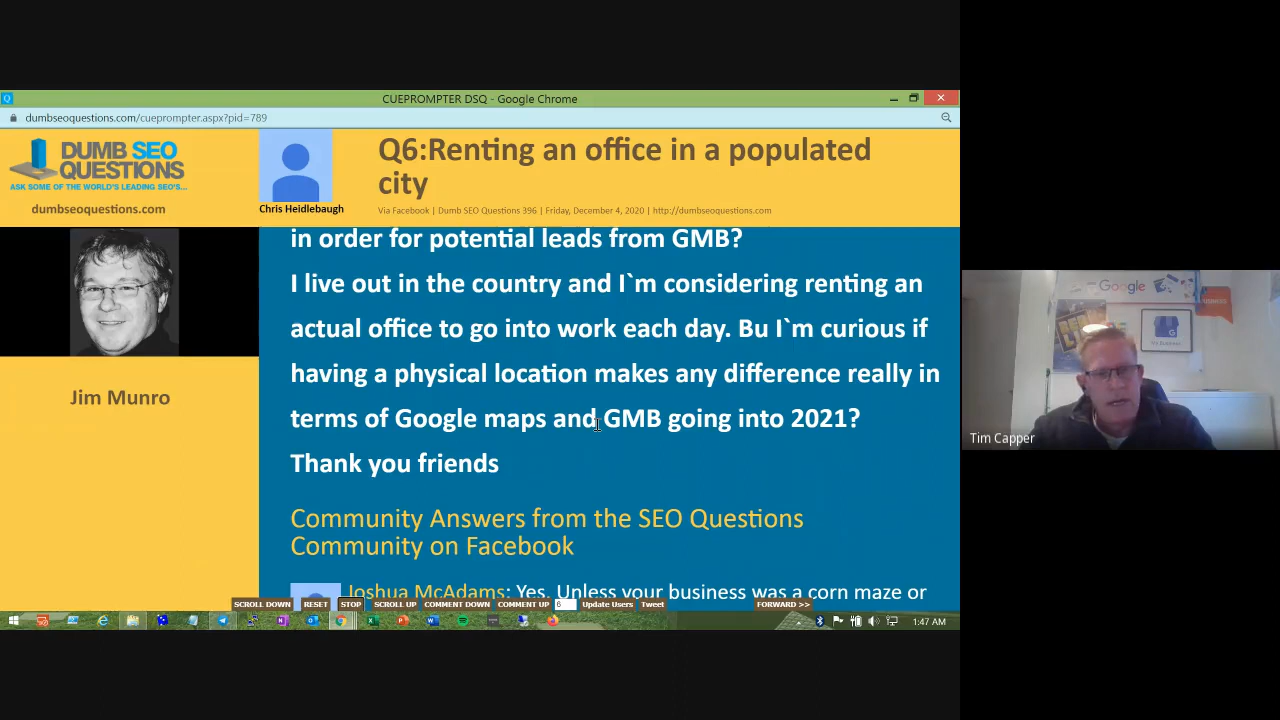 CUEPROMPTER DSQ - Google Chrome
dumbseoquestions.com/cueprompter.aspx?pid=789
DUMB SEO
QUESTIONS
ASK SOME OF THE WORLD'S LEADING SEO'S...
dumbseoquestions.com
Chris Heidlebaugh
Q6:Renting an office in a populated
city
Via Facebook | Dumb SEO Questions 396 | Friday, December 4, 2020 | http://dumbseoquestions.com
Jim Munro
in order for potential leads from GMB?
I live out in the country and I`m considering renting an
actual office to go into work each day. Bu I`m curious if
having a physical location makes any difference really in
terms of Google maps and GMB going into 2021?
Thank you friends
Community Answers from the SEO Questions
Community on Facebook
Joshua McAdams: Yes. Unless your business was a corn maze or
SCROLL DOWN RESET STOP SCROLL UP COMMENT DOWN COMMENT UP 6 Update Users Tweet FORWARD >>
1:47 AM
Google
Tim Capper